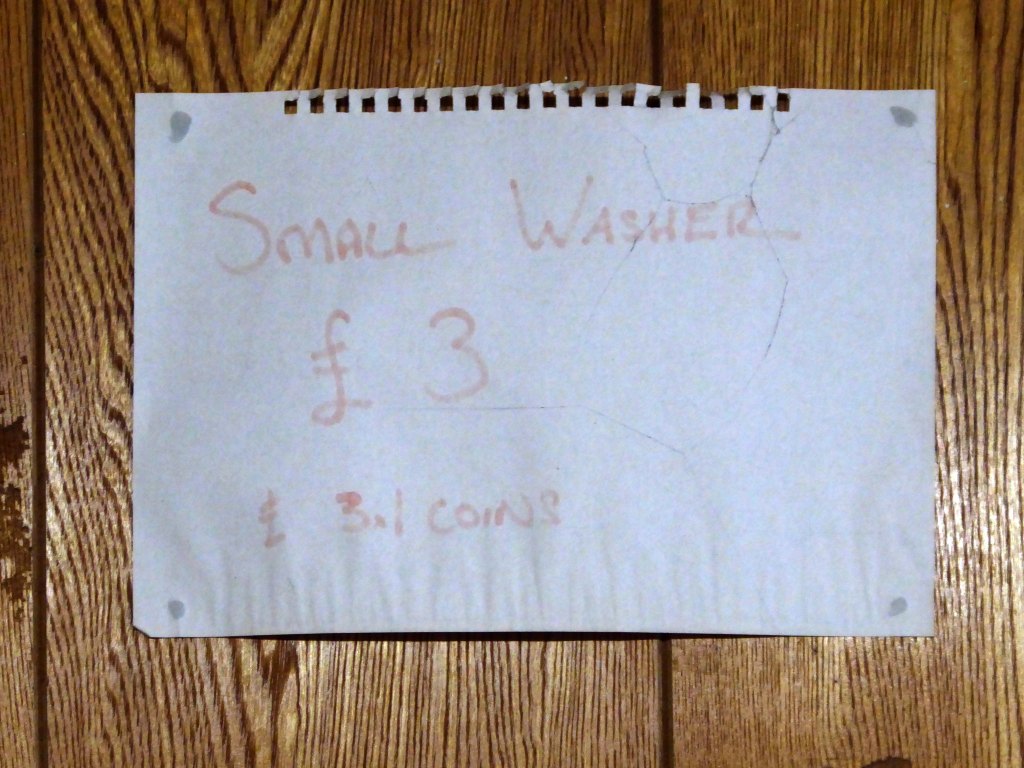 SMALL WASHER
£ 3
£ 3x1 COINS